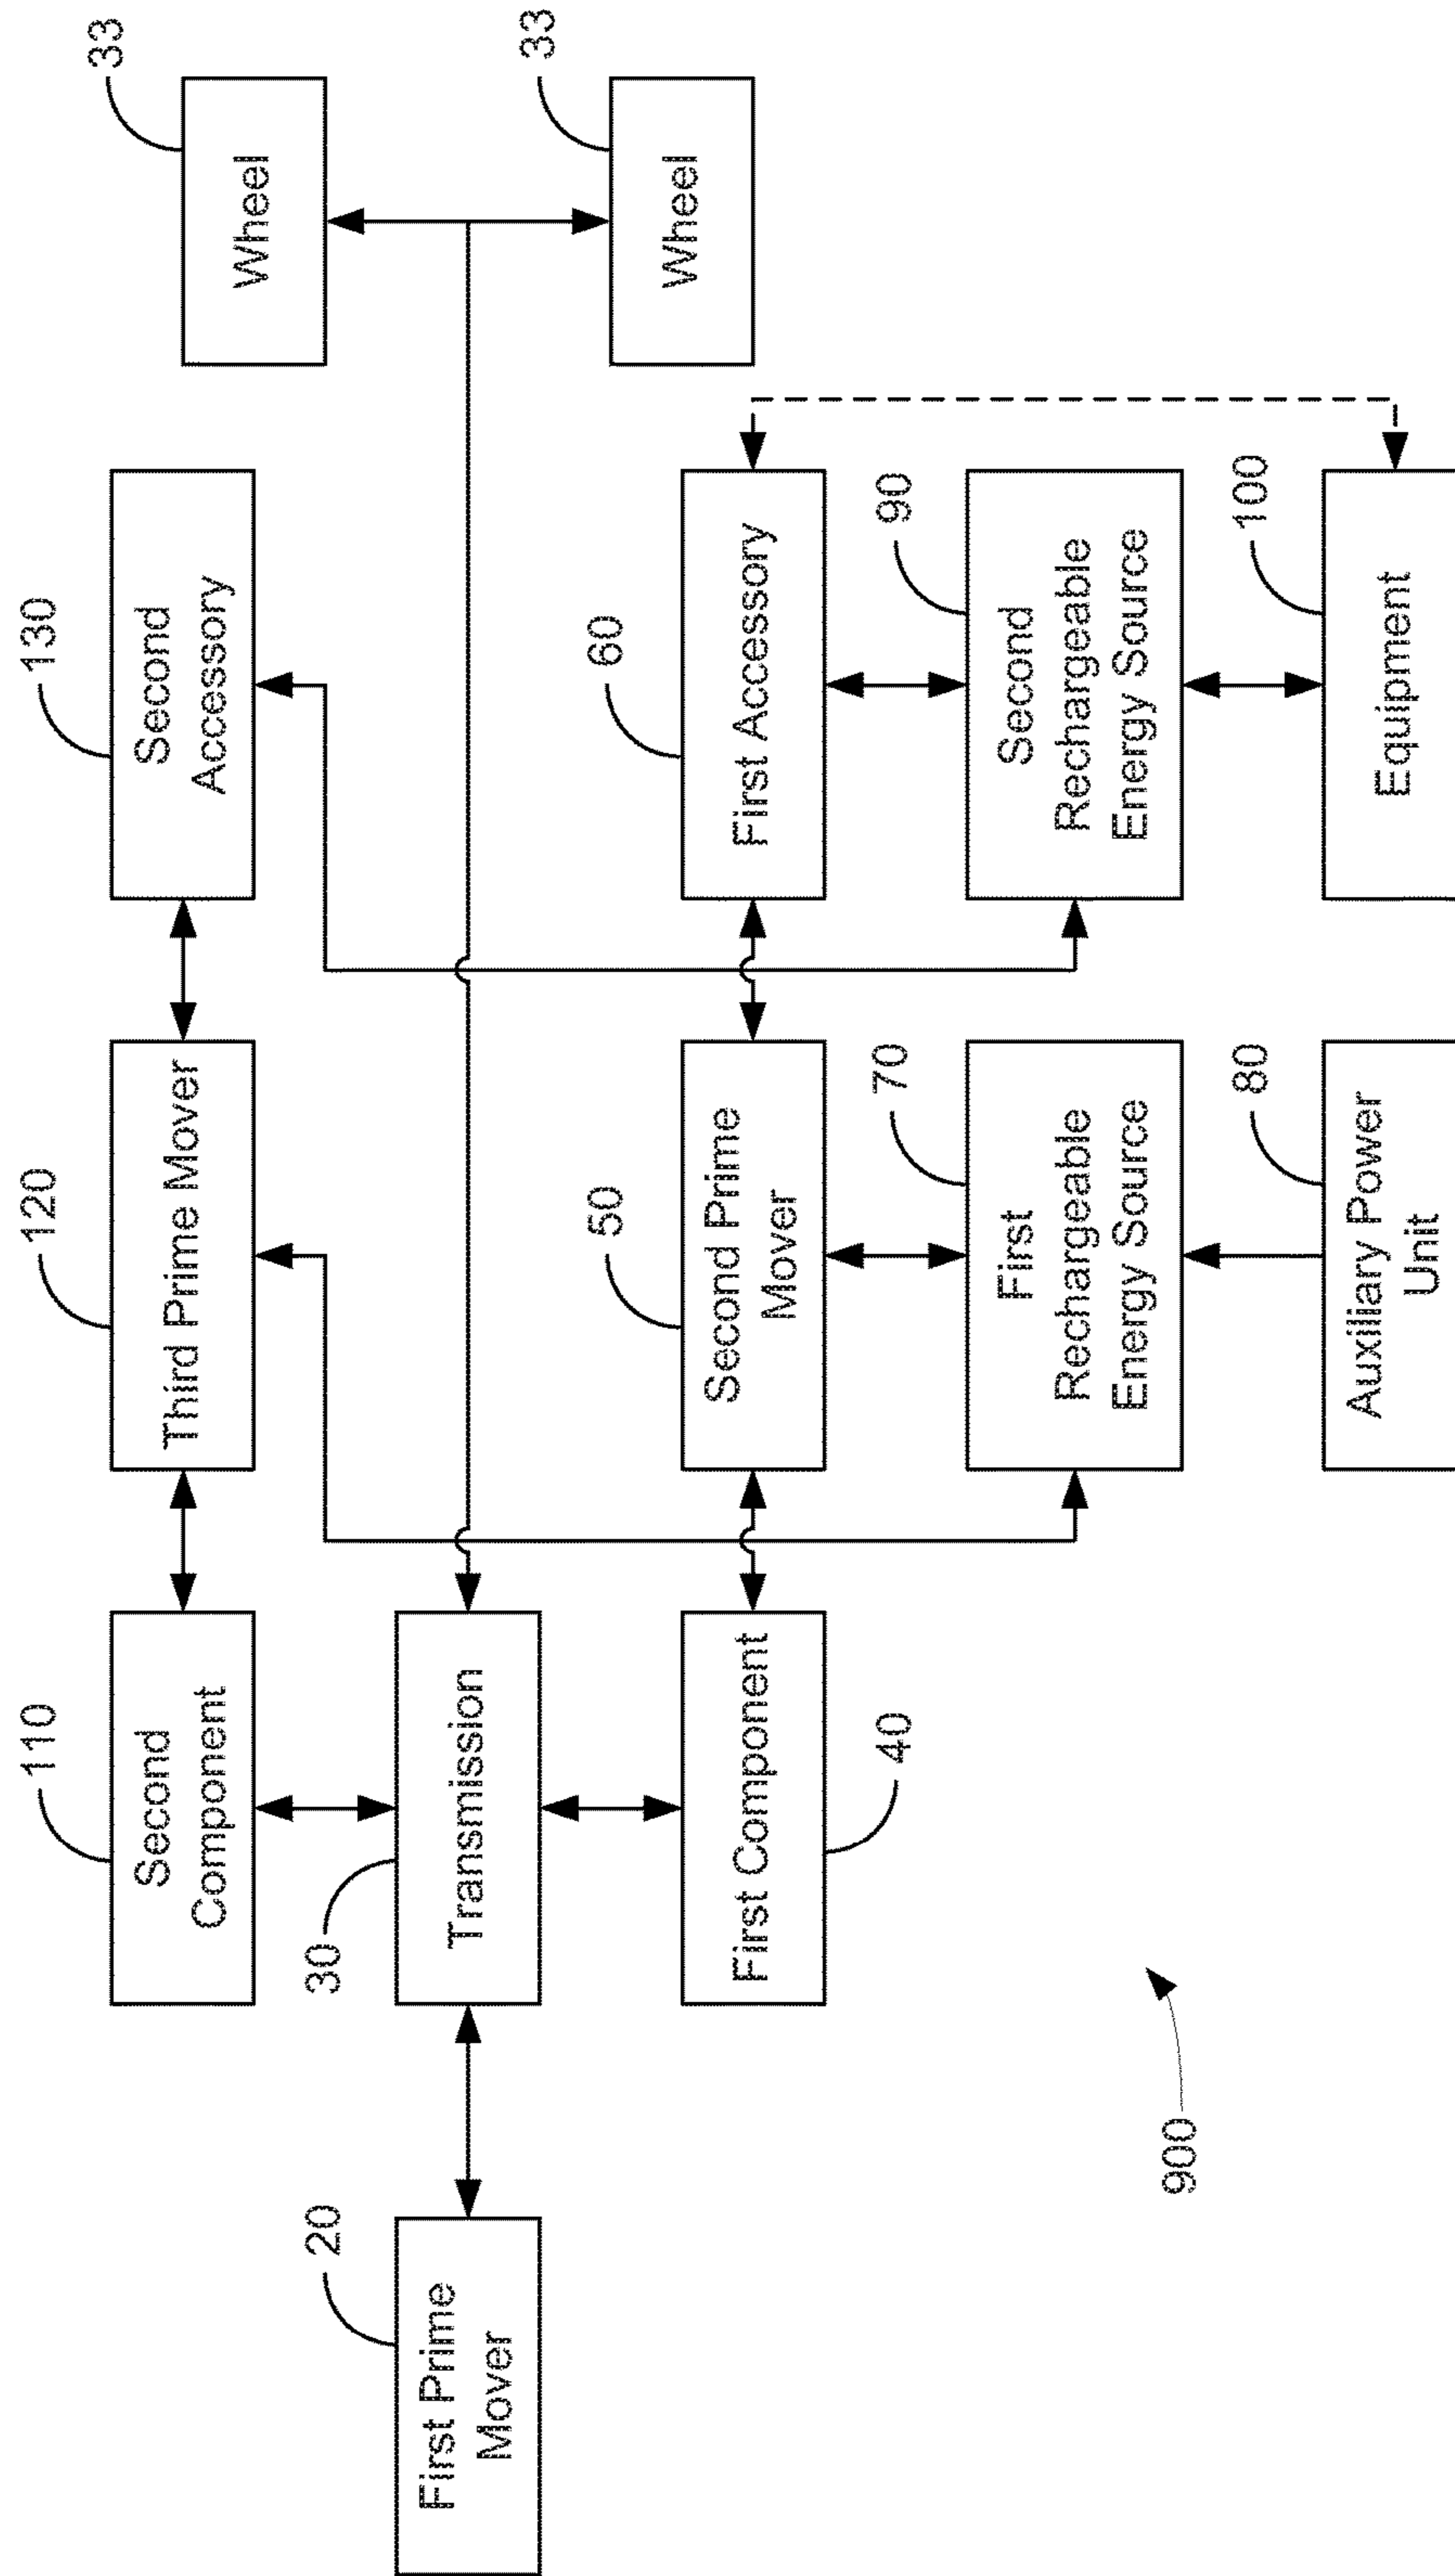 110
Second
Component
120
Third Prime Mover
130
Second
Accessory
33
Wheel
20
First Prime
Mover
30
Transmission
33
Wheel
First Component
40
50
Second Prime
Mover
60
First Accessory
70
First
Rechargeable
Energy Source
90
Second
Rechargeable
Energy Source
900
80
Auxiliary Power
Unit
100
Equipment